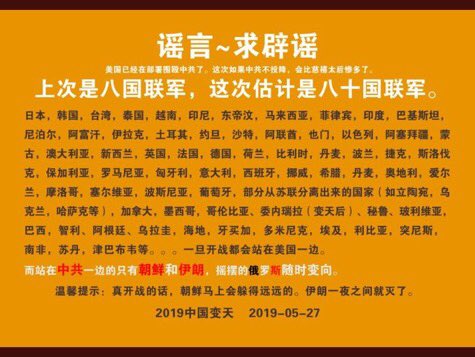 谣言~求辟谣
美国已经在部署围殴中共了。这次如果中共不投降，会比慈禧太后惨多了。
上次是八国联军，这次估计是八十国联军。
日本，韩国，台湾，泰国，越南，印尼，东帝汶，马来西亚，菲律宾，印度，巴基斯坦，
尼泊尔，阿富汗，伊拉克，土耳其，约旦，沙特，阿联酋，也门，以色列，阿塞拜疆，蒙
古，澳大利亚，新西兰，英国，法国，德国，荷兰，比利时，丹麦，波兰，捷克，斯洛伐
克，保加利亚，罗马尼亚，匈牙利，意大利，西班牙，挪威，希腊，丹麦，奥地利，爱尔
兰，摩洛哥，塞尔维亚，波斯尼亚，葡萄牙，部分从苏联分离出来的国家（如立陶宛，乌
克兰，哈萨克等），加拿大，墨西哥，哥伦比亚、委内瑞拉（变天后）、秘鲁、玻利维亚，
巴西，智利、阿根廷、乌拉圭，海地，牙买加，多米尼克，埃及，利比亚，突尼斯，
南非，苏丹，津巴布韦等。。。一旦开战都会站在美国一边。
而站在中共一边的只有朝鲜和伊朗，摇摆的俄罗斯随时变向。
温馨提示：真开战的话，朝鲜马上会躲得远远的。伊朗一夜之间就灭了。
2019中国变天 2019-05-27